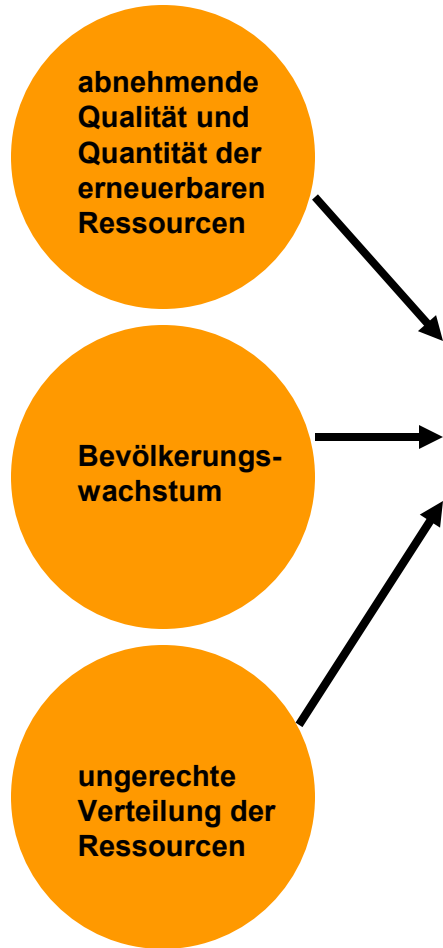 abnehmende
Qualität und
Quantität der
erneuerbaren
Ressourcen
Bevölkerungs-
wachstum
ungerechte
Verteilung der
Ressourcen